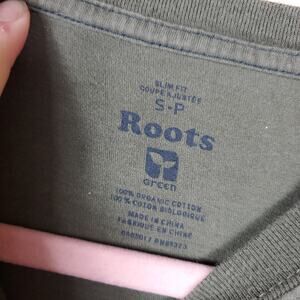 SLIM FIT
COUPE AJUSTÉE
S-P
Roots
Green
100% ORGANIC COTTON
100% COTON BIOLOGIQUE
MADE IN CHINA
FABRIQUÉ EN CHINE